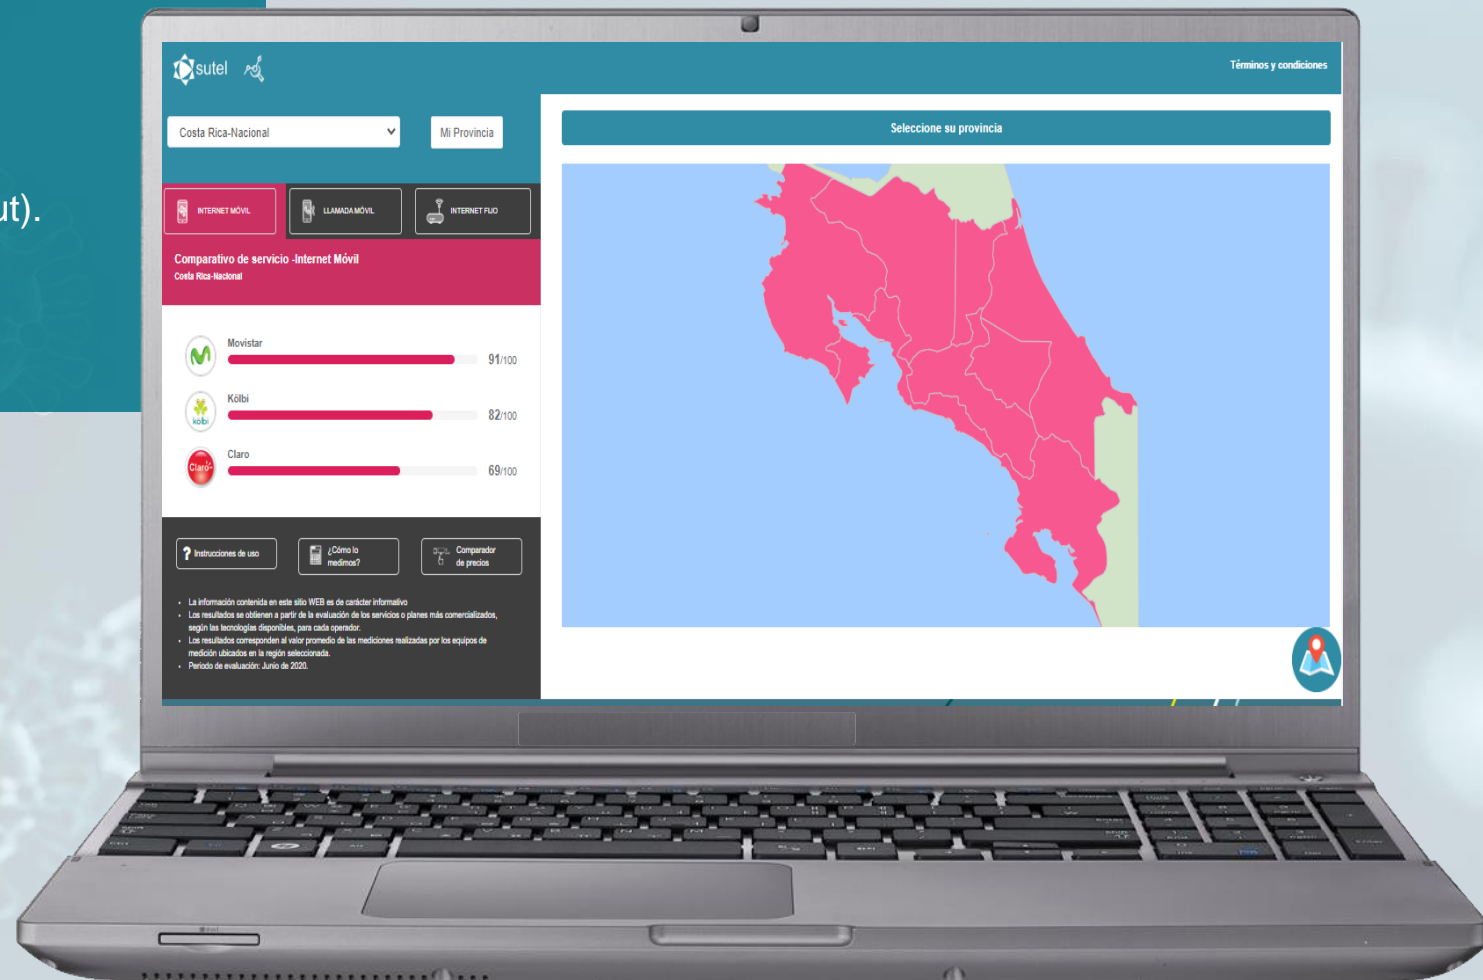 ut).
sutel
Términos y condiciones
Costa Rica-Nacional
Mi Provincia
Seleccione su provincia
INTERNET MÓVIL
LLAMADA MÓVIL
INTERNET FIJO
Comparativo de servicio -Internet Móvil
Costa Rica-Nacional
Movistar
91/100
Kölbi
kolbi
82/100
Claro
Claro
69/100
? Instrucciones de uso
¿Cómo lo
medimos?
Comparador
de precios
• La información contenida en este sitio WEB es de carácter informativo
• Los resultados se obtienen a partir de la evaluación de los servicios o planes más comercializados,
según las tecnologías disponibles, para cada operador.
• Los resultados corresponden al valor promedio de las mediciones realizadas por los equipos de
medición ubicados en la región seleccionada.
• Periodo de evaluación: Junio de 2020.